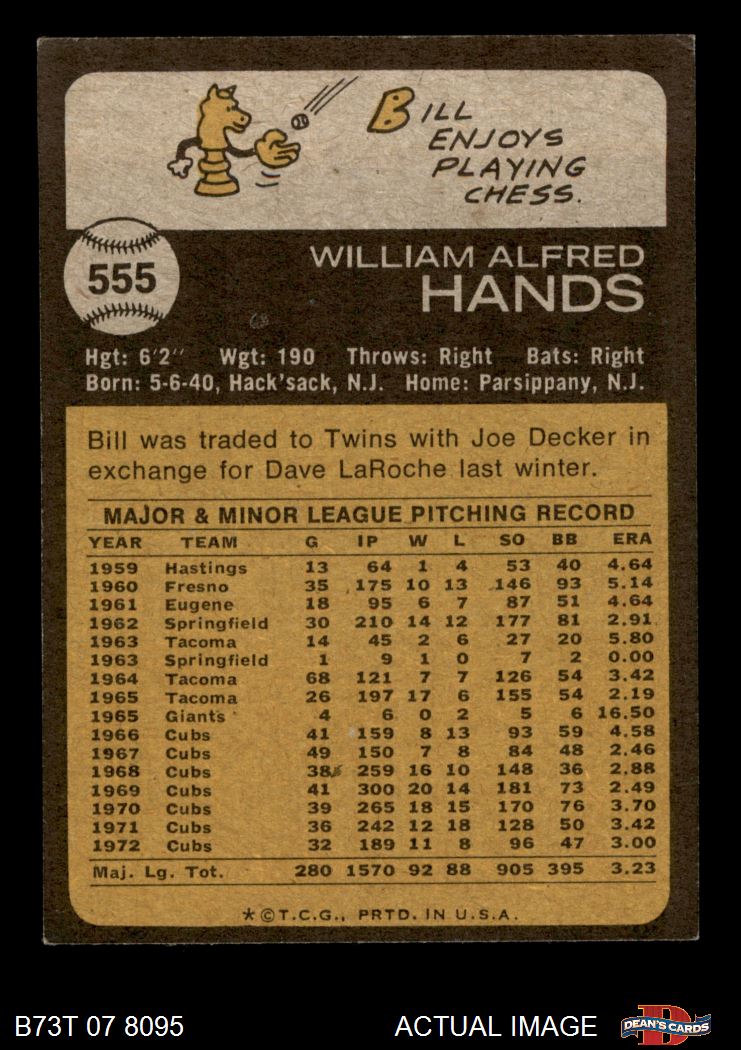 BILL
ENJOYS
PLAYING
CHESS.
555
WILLIAM ALFRED
HANDS
Hgt: 6'2'' Wgt: 190 Throws: Right Bats: Right
Born: 5-6-40, Hack'sack, N.J. Home: Parsippany, N.J.
Bill was traded to Twins with Joe Decker in
exchange for Dave LaRoche last winter.
MAJOR & MINOR LEAGUE PITCHING RECORD
YEAR TEAM G IP W L SO BB ERA
1959 Hastings 13 64 1 4 53 40 4.64
1960 Fresno 35 175 10 13 146 93 5.14
1961 Eugene 18 95 6 7 87 51 4.64
1962 Springfield 30 210 14 12 177 81 2.91
1963 Tacoma 14 45 2 6 27 20 5.80
1963 Springfield 1 9 1 0 7 2 0.00
1964 Tacoma 68 121 7 7 126 54 3.42
1965 Tacoma 26 197 17 6 155 54 2.19
1965 Giants 4 6 0 2 5 6 16.50
1966 Cubs 41 159 8 13 93 59 4.58
1967 Cubs 49 150 7 8 84 48 2.46
1968 Cubs 38 259 16 10 148 36 2.88
1969 Cubs 41 300 20 14 181 73 2.49
1970 Cubs 39 265 18 15 170 76 3.70
1971 Cubs 36 242 12 18 128 50 3.42
1972 Cubs 32 189 11 8 96 47 3.00
Maj. Lg. Tot. 280 1570 92 88 905 395 3.23
*©T.C.G., PRTD. IN U.S.A.
B73T 07 8095 ACTUAL IMAGE
D
DEAN'S CARDS